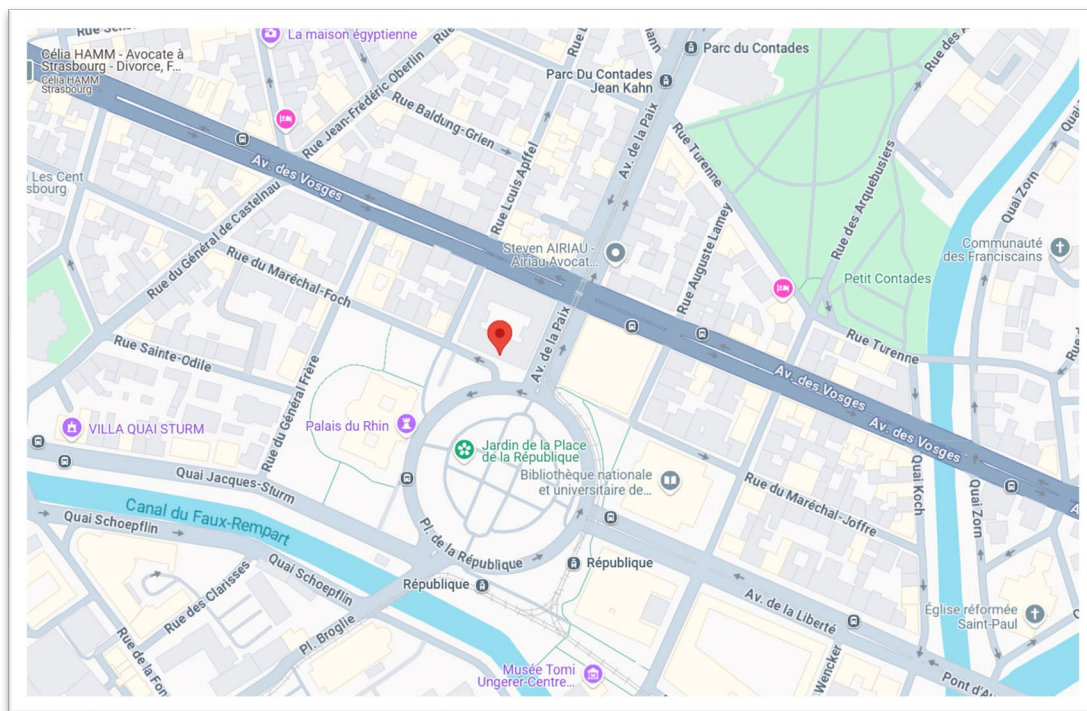 La maison égyptienne
Célia HAMM - Avocate à
Strasbourg - Divorce, F...
Célia HAMM
Strasbourg
Parc du Contades
Parc Du Contades
Jean Kahn
Rue Jean-Frédéric Oberlin
Rue Baldung-Grien
Av. de la Paix
Rue Turenne
Rue des Arquebusiers
Quai Zorn
Av. des Vosges
Rue Louis Apffel
Les Cent
Rue du Général de Castelnau
Rue du Maréchal-Foch
Steven AIRIAU -
Airiau Avocat...
Rue Auguste Lamey
Communauté
des Franciscains
Petit Contades
Rue Sainte-Odile
Av. de la Paix
Rue Turenne
Rue du Général Frère
Av. des Vosges
Av. des Vosges
VILLA QUAI STURM
Palais du Rhin
Jardin de la Place
de la République
Bibliothèque nationale
et universitaire de...
Quai Jacques-Sturm
Rue du Maréchal-Joffre
Quai Koch
Quai Zorn
Canal du Faux-Rempart
Quai Schoepflin
Quai Schoepflin
Pl. de la République
République
République
Rue des Clarisses
Pl. Broglie
Av. de la Liberté
Église réformée
Saint-Paul
Musée Tomi
Ungerer-Centre...
Wencker
Rue de la Fon
Pont d'Au